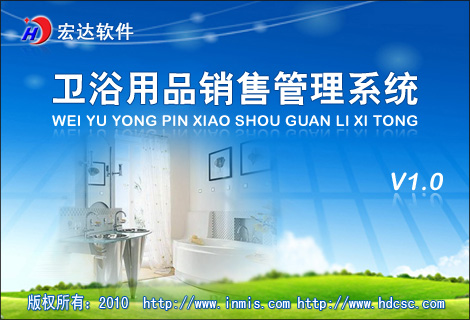 宏达软件
卫浴用品销售管理系统
WEI YU YONG PIN XIAO SHOU GUAN LI XI TONG
V1.0
版权所有：2010 http://www.inmis.com http://www.hdcsc.com